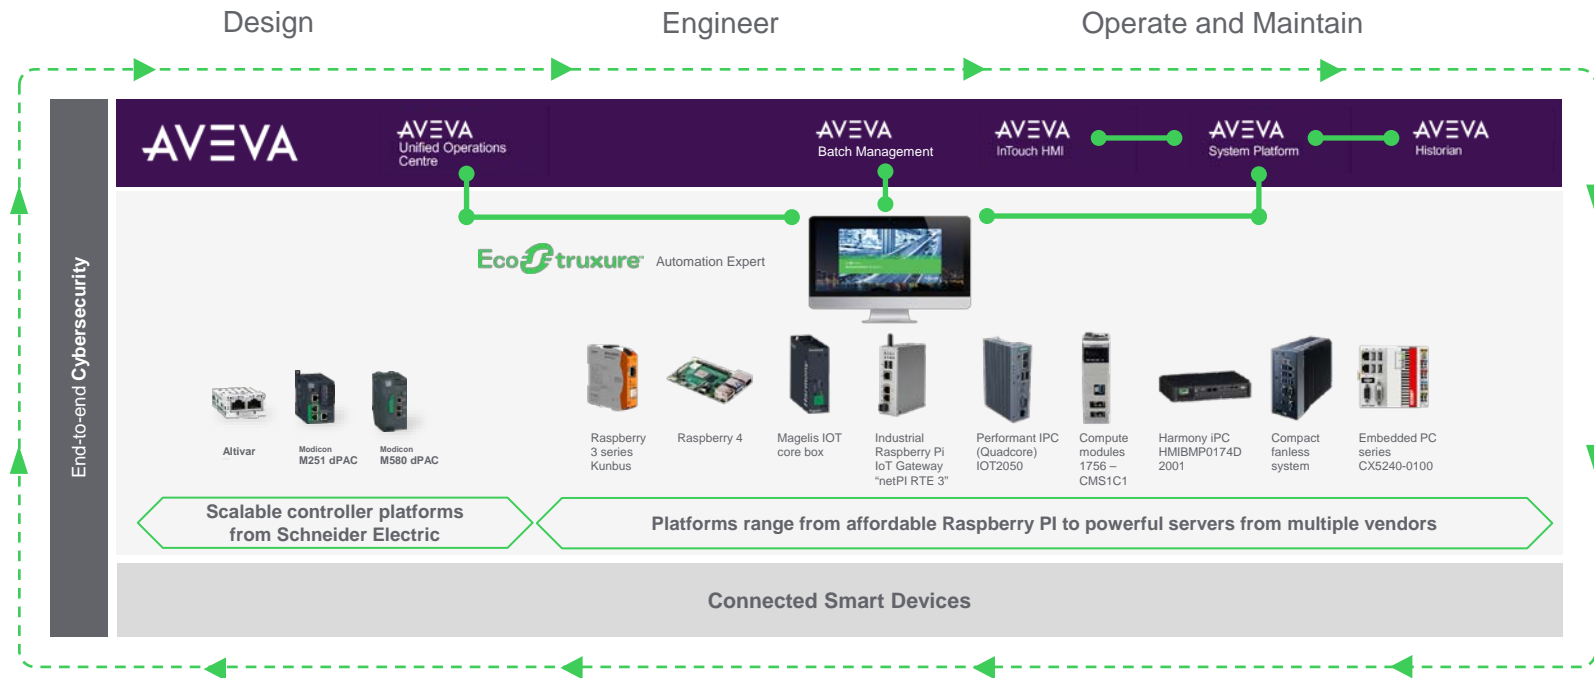 Design
Engineer
Operate and Maintain
End-to-end Cybersecurity
AVEVA
AVEVA
Unified Operations
Centre
AVEVA
Batch Management
AVEVA
InTouch HMI
AVEVA
System Platform
AVEVA
Historian
EcoStruxure™ Automation Expert
Altivar
Modicon
M251 dPAC
Modicon
M580 dPAC
Raspberry
3 series
Kunbus
Raspberry 4
Magelis IOT
core box
Industrial
Raspberry Pi
IoT Gateway
“netPI RTE 3”
Performant IPC
(Quadcore)
IOT2050
Compute
modules
1756 –
CMS1C1
Harmony iPC
HMIBMP0174D
2001
Compact
fanless
system
Embedded PC
series
CX5240-0100
Scalable controller platforms
from Schneider Electric
Platforms range from affordable Raspberry PI to powerful servers from multiple vendors
Connected Smart Devices